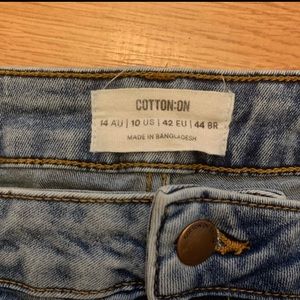 COTTON:ON
14 AU | 10 US | 42 EU | 44 BR
MADE IN BANGLADESH